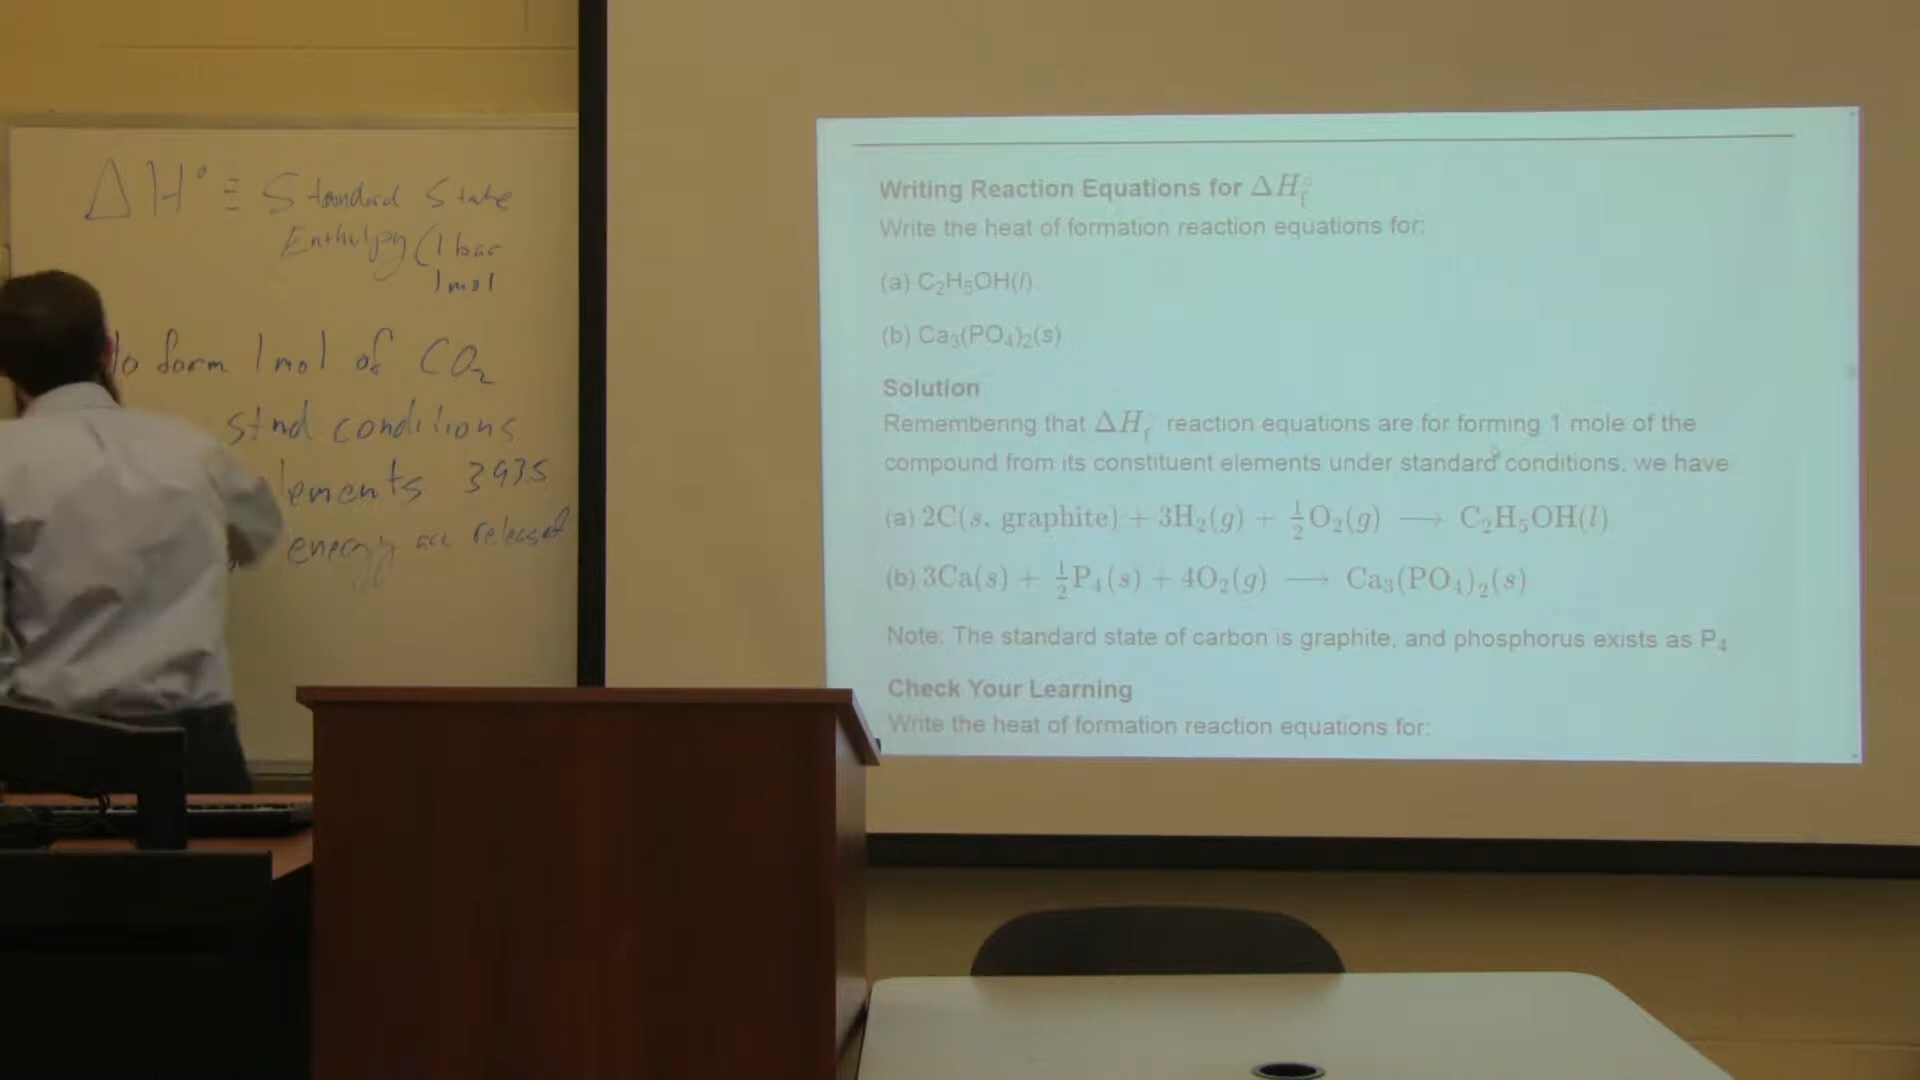 ΔH° ≡ Standard State
Enthalpy (1 bar
1 mol
to form 1 mol of CO₂
stnd conditions
lements 393.5
energy are released
Writing Reaction Equations for ΔH°f
Write the heat of formation reaction equations for:
(a) C₂H₅OH(l)
(b) Ca₃(PO₄)₂(s)
Solution
Remembering that ΔH°f reaction equations are for forming 1 mole of the
compound from its constituent elements under standard conditions, we have
(a) 2C(s, graphite) + 3H₂(g) + ½O₂(g) ⟶ C₂H₅OH(l)
(b) 3Ca(s) + ½P₄(s) + 4O₂(g) ⟶ Ca₃(PO₄)₂(s)
Note: The standard state of carbon is graphite, and phosphorus exists as P₄
Check Your Learning
Write the heat of formation reaction equations for: